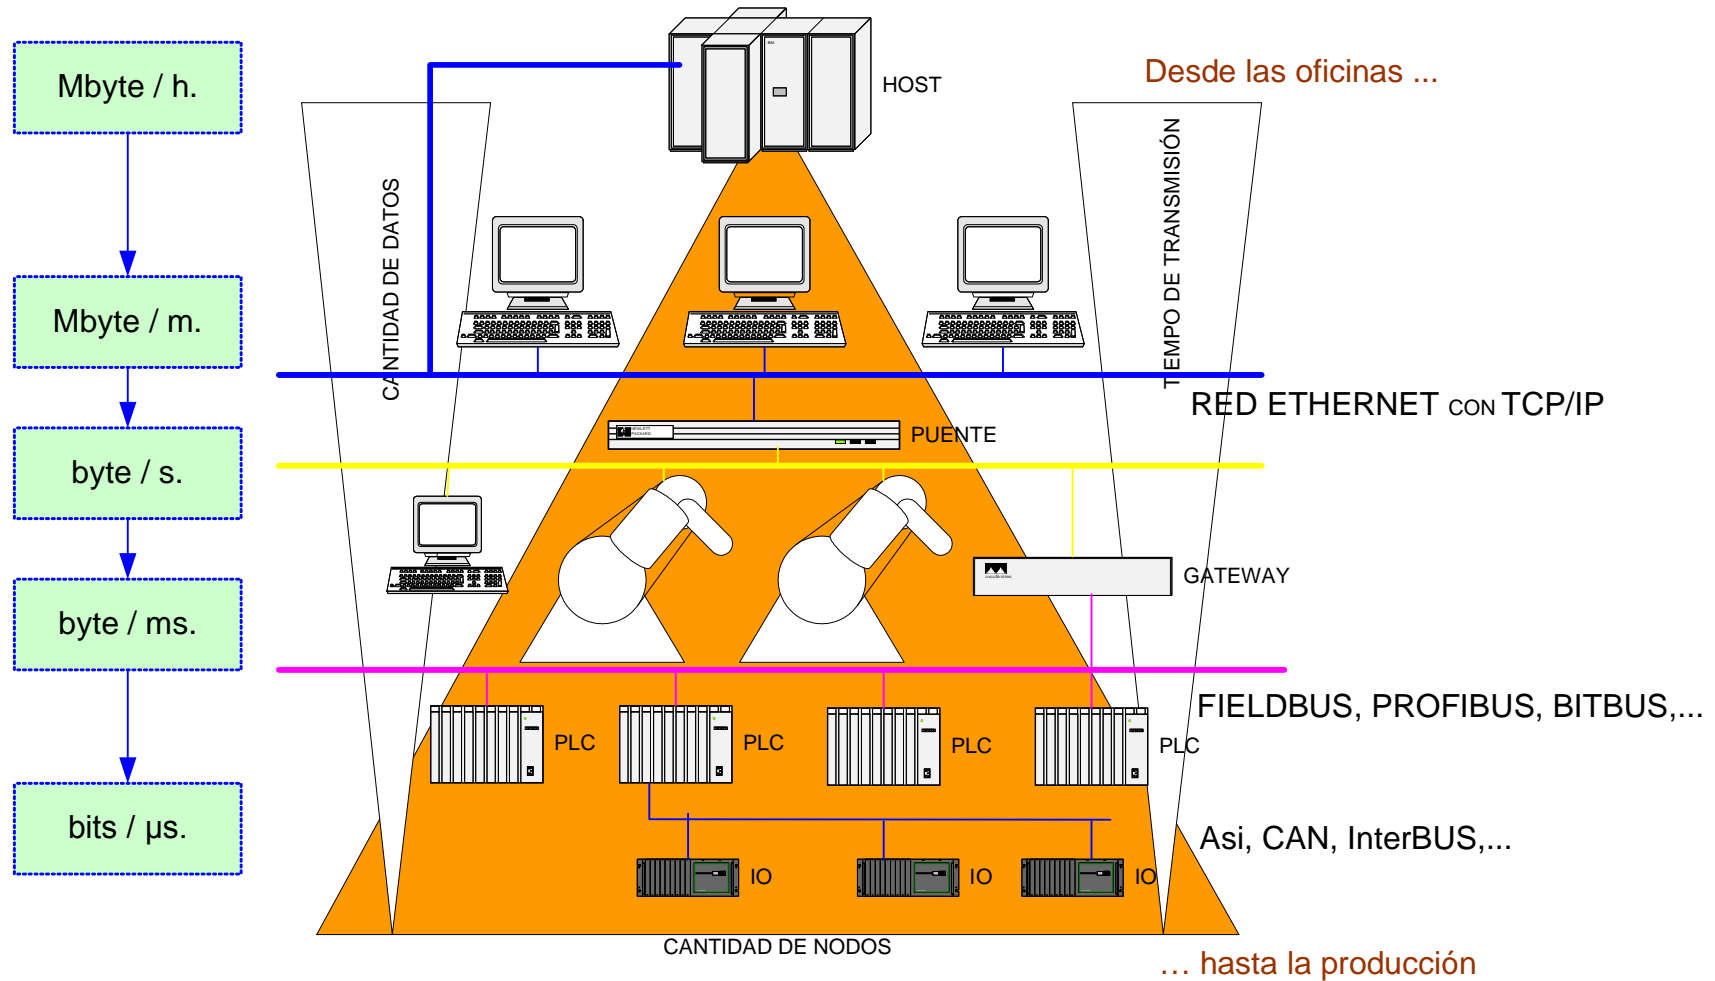 Desde las oficinas ...
Mbyte / h.
HOST
CANTIDAD DE DATOS
TIEMPO DE TRANSMISIÓN
Mbyte / m.
RED ETHERNET CON TCP/IP
HEWLETT
PACKARD
PUENTE
byte / s.
GATEWAY
byte / ms.
FIELDBUS, PROFIBUS, BITBUS,...
PLC
PLC
PLC
PLC
bits / µs.
Asi, CAN, InterBUS,...
IO
IO
IO
CANTIDAD DE NODOS
... hasta la producción